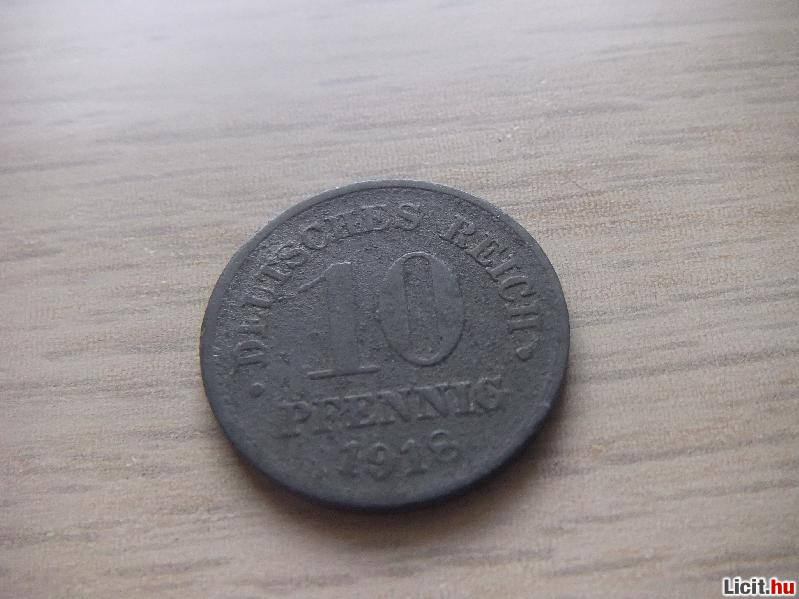 • DEUTSCHES REICH •
10
PFENNIG
1918
Licit.hu